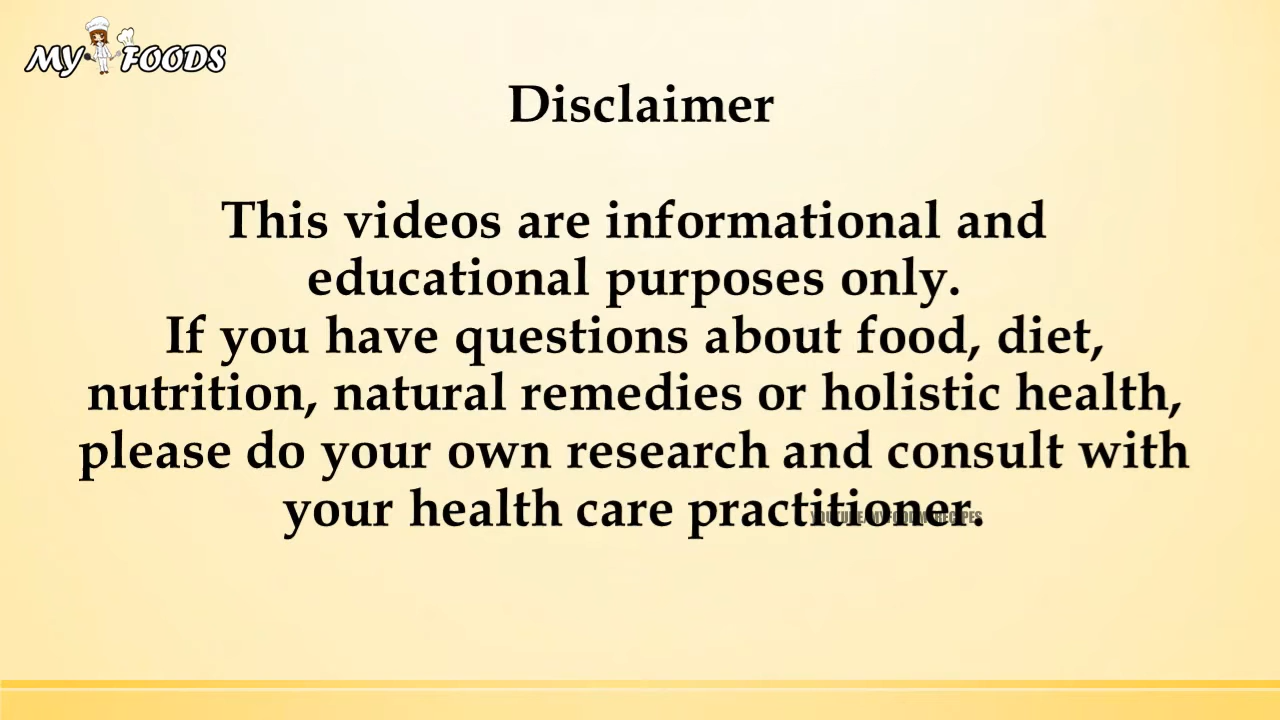 MY FOODS
Disclaimer
This videos are informational and
educational purposes only.
If you have questions about food, diet,
nutrition, natural remedies or holistic health,
please do your own research and consult with
your health care practitioner.